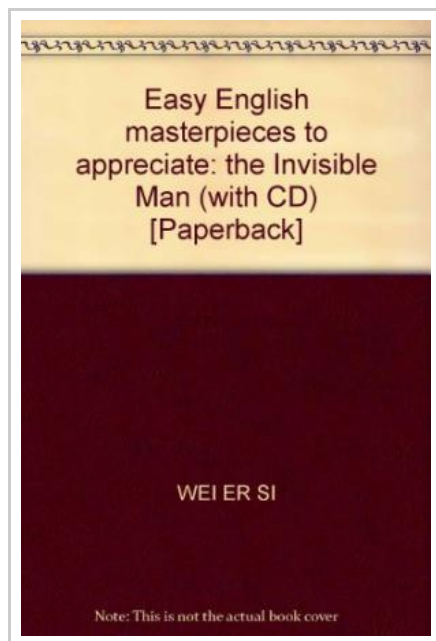 Easy English
masterpieces to
appreciate: the Invisible
Man (with CD)
[Paperback]
WEI ER SI
Note: This is not the actual book cover